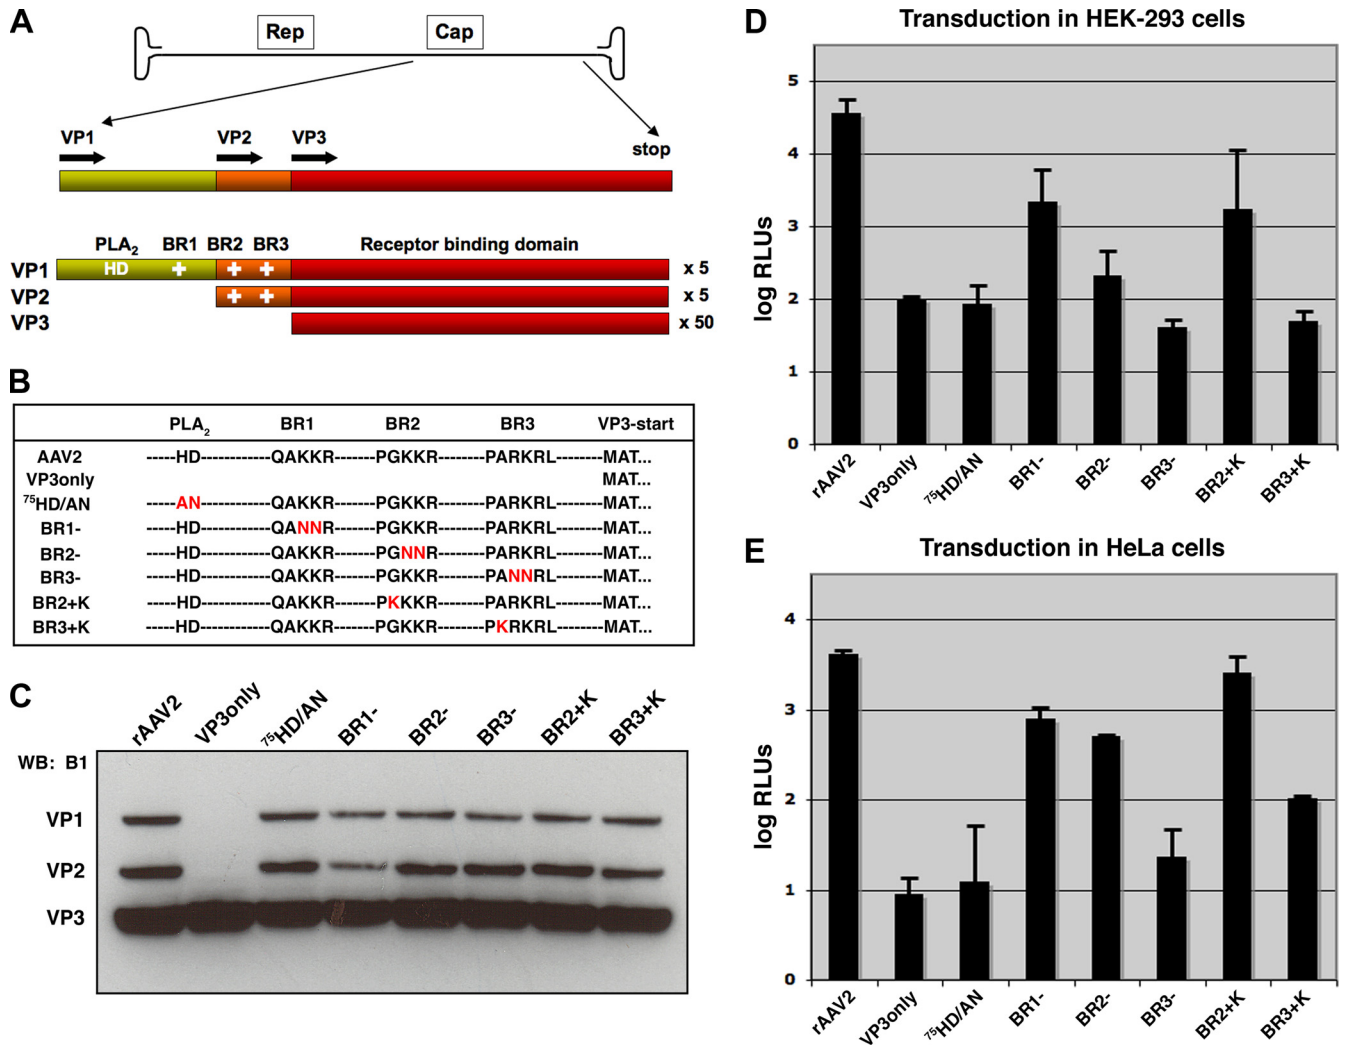 A
Rep
Cap
VP1
VP2
VP3
stop
PLA2
BR1
BR2
BR3
Receptor binding domain
VP1
HD
x 5
VP2
x 5
VP3
x 50
B
PLA2 BR1 BR2 BR3 VP3-start
AAV2 -----HD------------QAKKR-------PGKKR--------PARKRL--------MAT...
VP3only MAT...
75HD/AN -----AN------------QAKKR-------PGKKR--------PARKRL--------MAT...
BR1- -----HD------------QANNR-------PGKKR--------PARKRL--------MAT...
BR2- -----HD------------QAKKR-------PGNNR--------PARKRL--------MAT...
BR3- -----HD------------QAKKR-------PGKKR--------PANNRL--------MAT...
BR2+K -----HD------------QAKKR-------PKKKR--------PARKRL--------MAT...
BR3+K -----HD------------QAKKR-------PGKKR--------PKRKRL--------MAT...
C
rAAV2
VP3only
75HD/AN
BR1-
BR2-
BR3-
BR2+K
BR3+K
WB: B1
VP1
VP2
VP3
D
Transduction in HEK-293 cells
log RLUs
5
4
3
2
1
0
rAAV2
VP3only
75HD/AN
BR1-
BR2-
BR3-
BR2+K
BR3+K
E
Transduction in HeLa cells
log RLUs
4
3
2
1
0
rAAV2
VP3only
75HD/AN
BR1-
BR2-
BR3-
BR2+K
BR3+K